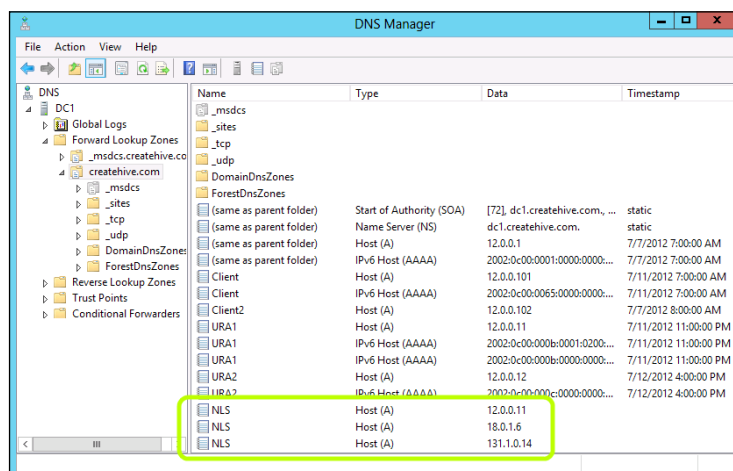 DNS Manager
File Action View Help
DNS
DC1
Global Logs
Forward Lookup Zones
_msdcs.createhive.co
createhive.com
_msdcs
_sites
_tcp
_udp
DomainDnsZones
ForestDnsZones
Reverse Lookup Zones
Trust Points
Conditional Forwarders
Name Type Data Timestamp
_msdcs
_sites
_tcp
_udp
DomainDnsZones
ForestDnsZones
(same as parent folder) Start of Authority (SOA) [72], dc1.createhive.com., ... static
(same as parent folder) Name Server (NS) dc1.createhive.com. static
(same as parent folder) Host (A) 12.0.0.1 7/7/2012 7:00:00 AM
(same as parent folder) IPv6 Host (AAAA) 2002:0c00:0001:0000:0000:... 7/7/2012 7:00:00 AM
Client Host (A) 12.0.0.101 7/11/2012 7:00:00 AM
Client IPv6 Host (AAAA) 2002:0c00:0065:0000:0000:... 7/11/2012 7:00:00 AM
Client2 Host (A) 12.0.0.102 7/7/2012 8:00:00 AM
URA1 Host (A) 12.0.0.11 7/11/2012 11:00:00 PM
URA1 IPv6 Host (AAAA) 2002:0c00:000b:0001:0200:... 7/11/2012 11:00:00 PM
URA1 IPv6 Host (AAAA) 2002:0c00:000b:0000:0000:... 7/11/2012 11:00:00 PM
URA2 Host (A) 12.0.0.12 7/12/2012 4:00:00 PM
URA2 IPv6 Host (AAAA) 2002:0c00:000c:0000:0000:... 7/12/2012 4:00:00 PM
NLS Host (A) 12.0.0.11
NLS Host (A) 18.0.1.6
NLS Host (A) 131.1.0.14